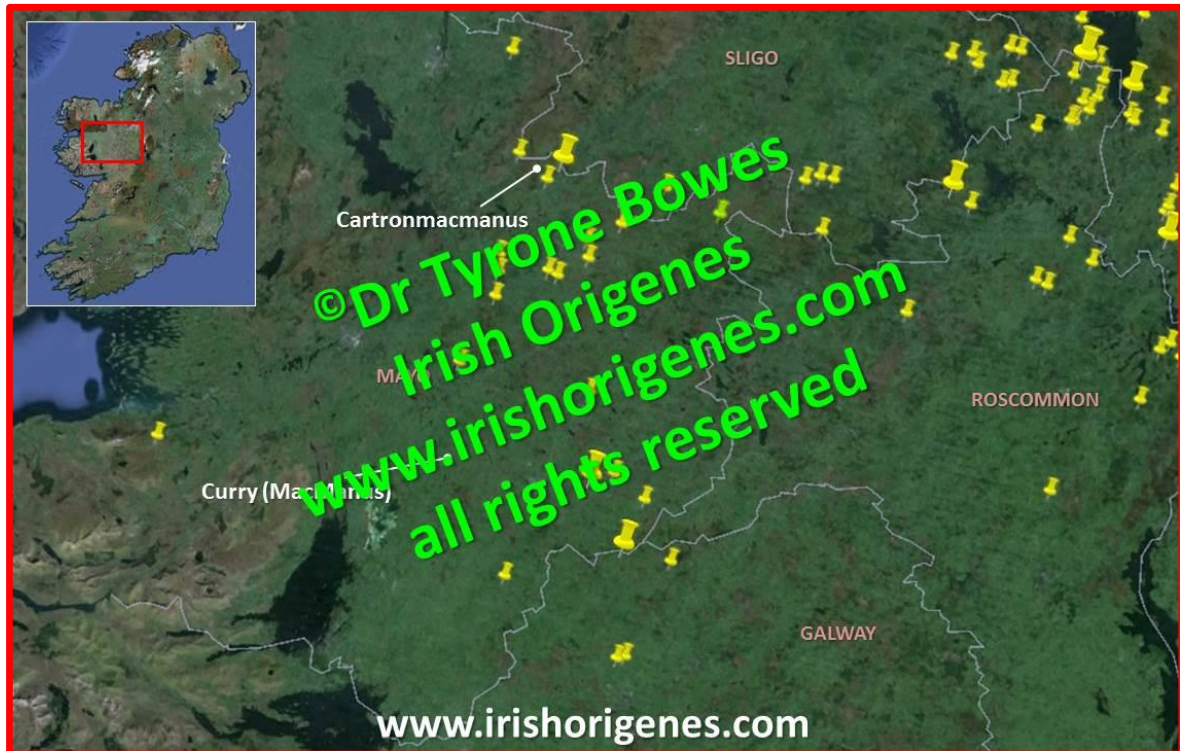 SLIGO
Cartronmacmanus
©Dr Tyrone Bowes
Irish Origenes
www.irishorigenes.com
all rights reserved
MAYO
ROSCOMMON
Curry (MacManus)
GALWAY
www.irishorigenes.com